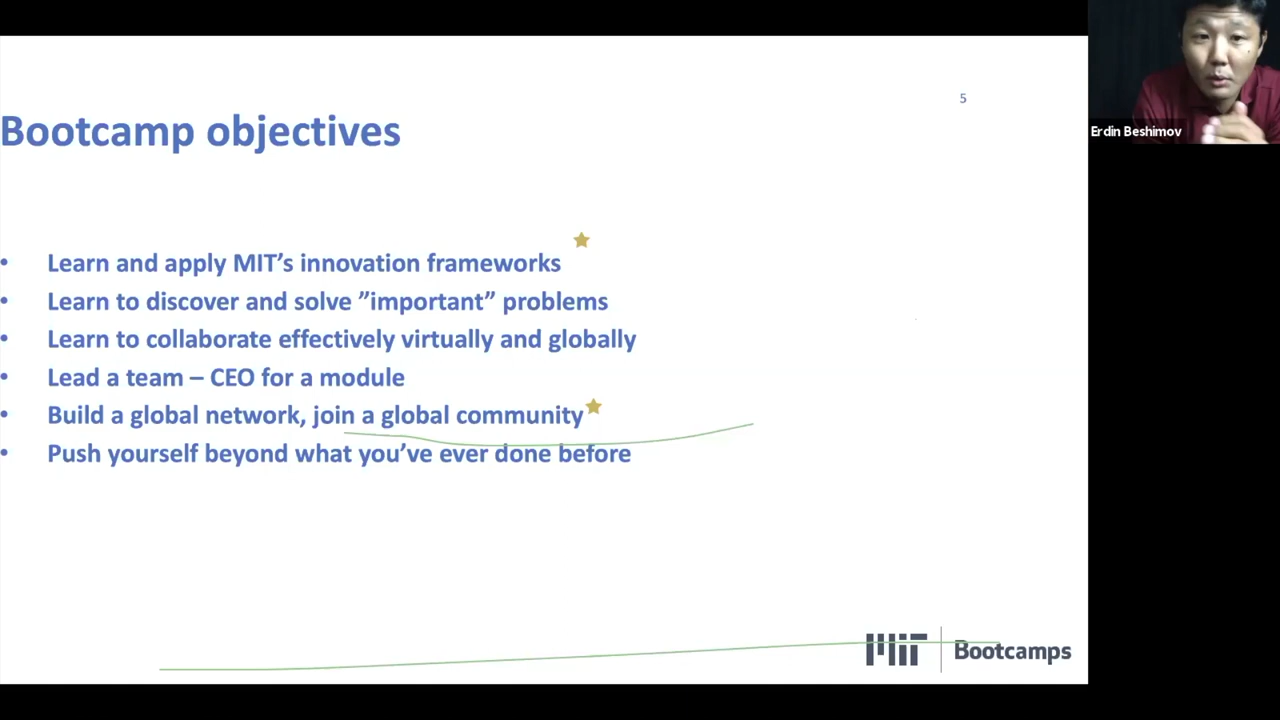 5
Erdin Beshimov
Bootcamp objectives
• Learn and apply MIT’s innovation frameworks
• Learn to discover and solve ”important” problems
• Learn to collaborate effectively virtually and globally
• Lead a team – CEO for a module
• Build a global network, join a global community
• Push yourself beyond what you’ve ever done before
MIT Bootcamps